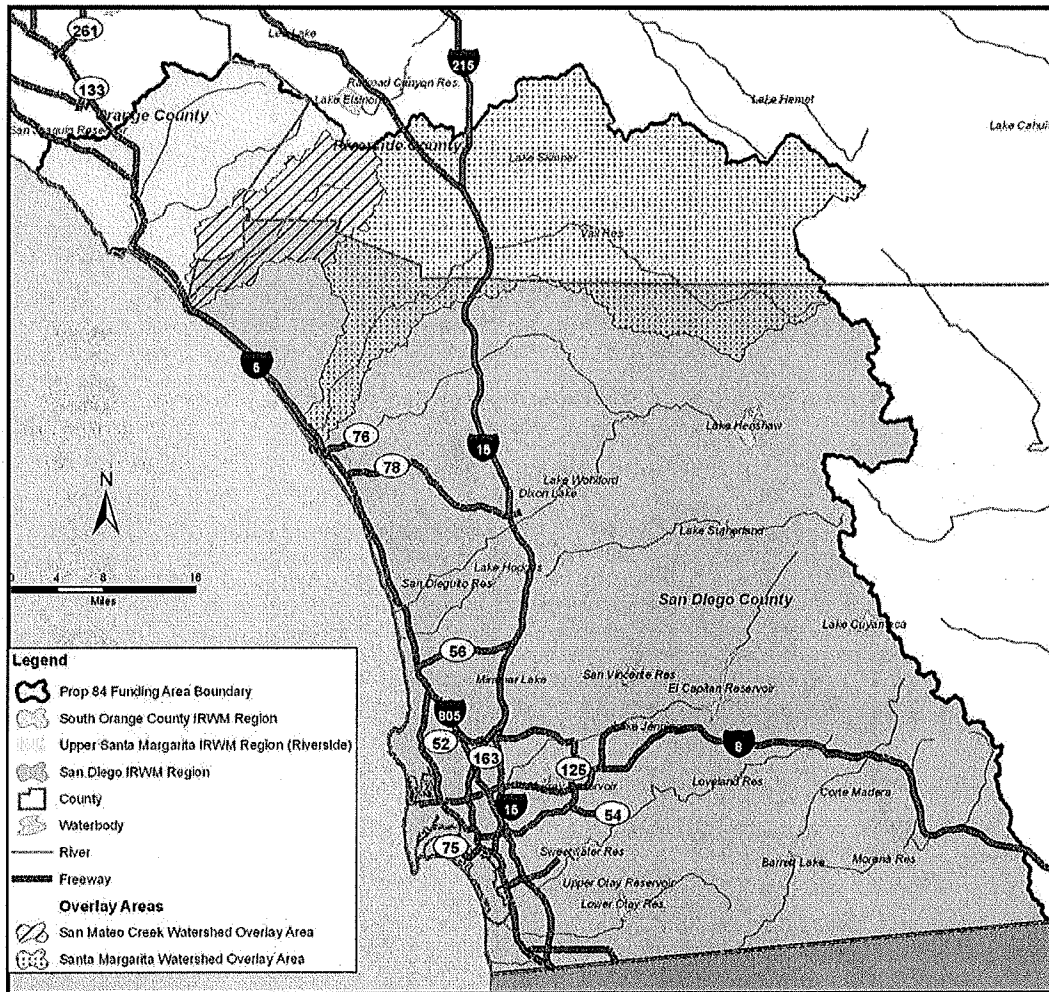 261
215
133
Lee Lake
Railroad Canyon Res.
Lake Elsinore
Lake Hemet
Orange County
San Joaquin Reservoir
Riverside County
Lake Skinner
Lake Cahuil
Vail Res
5
76
78
15
Lake Henshaw
Lake Wohlford
Dixon Lake
N
Lake Sutherland
0 4 8 16
Miles
Lake Hodges
San Dieguito Res
San Diego County
Lake Cuyamaca
56
Miramar Lake
San Vincente Res
El Capitan Reservoir
805
52
163
125
8
Loveland Res
Corte Madera
15
54
75
Sweetwater Res
Barrett Lake
Morena Res
Upper Otay Reservoir
Lower Otay Res.
Legend
Prop 84 Funding Area Boundary
South Orange County IRWM Region
Upper Santa Margarita IRWM Region (Riverside)
San Diego IRWM Region
County
Waterbody
River
Freeway
Overlay Areas
San Mateo Creek Watershed Overlay Area
Santa Margarita Watershed Overlay Area